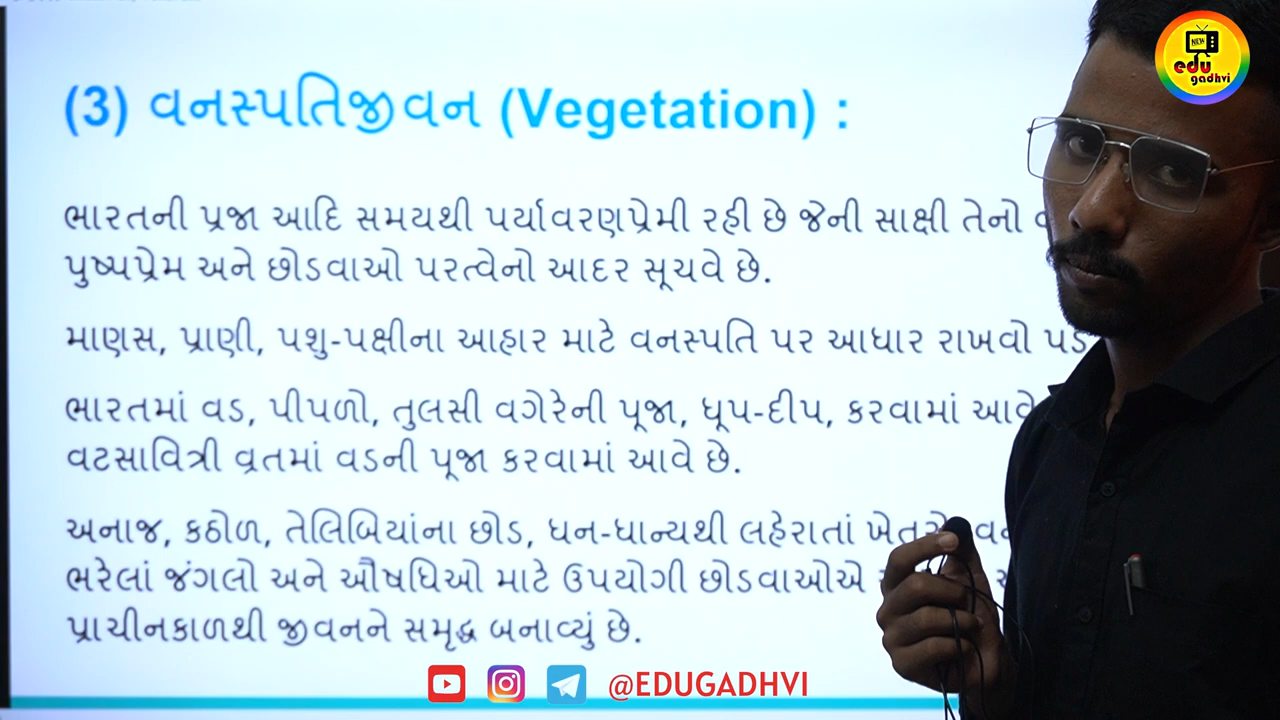 (3) વનસ્પતિજીવન (Vegetation) :
ભારતની પ્રજા આદિ સમયથી પર્યાવરણપ્રેમી રહી છે જેની સાક્ષી તેનો
પુષ્પપ્રેમ અને છોડવાઓ પરત્વેનો આદર સૂચવે છે.
માણસ, પ્રાણી, પશુ-પક્ષીના આહાર માટે વનસ્પતિ પર આધાર રાખવો
ભારતમાં વડ, પીપળો, તુલસી વગેરેની પૂજા, ધૂપ-દીપ, કરવામાં આવે
વટસાવિત્રી વ્રતમાં વડની પૂજા કરવામાં આવે છે.
અનાજ, કઠોળ, તેલિબિયાંના છોડ, ધન-ધાન્યથી લહેરાતાં
ભરેલાં જંગલો અને ઔષધિઓ માટે ઉપયોગી છોડવાઓએ
પ્રાચીનકાળથી જીવનને સમૃદ્ધ બનાવ્યું છે.
NEW
edu
gadhvi
@EDUGADHVI